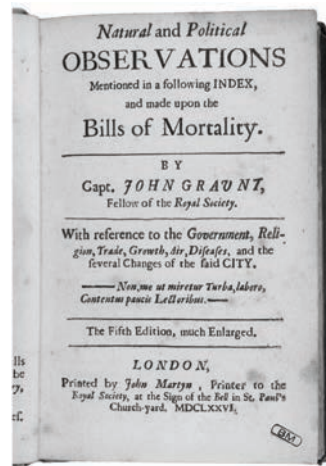 Natural and Political
OBSERVATIONS
Mentioned in a following INDEX,
and made upon the
Bills of Mortality.
BY
Capt. JOHN GRAUNT,
Fellow of the Royal Society.
With reference to the Government, Reli-
gion, Trade, Growth, Air, Diseases, and the
several Changes of the said CITY.
——Non, me ut miretur Turba, laboro,
Contentus paucis Lectoribus.——
The Fifth Edition, much Enlarged.
LONDON,
Printed by John Martyn, Printer to the
Royal Society, at the Sign of the Bell in St. Paul's
Church-yard. MDCLXXVI.
BM
lls
be